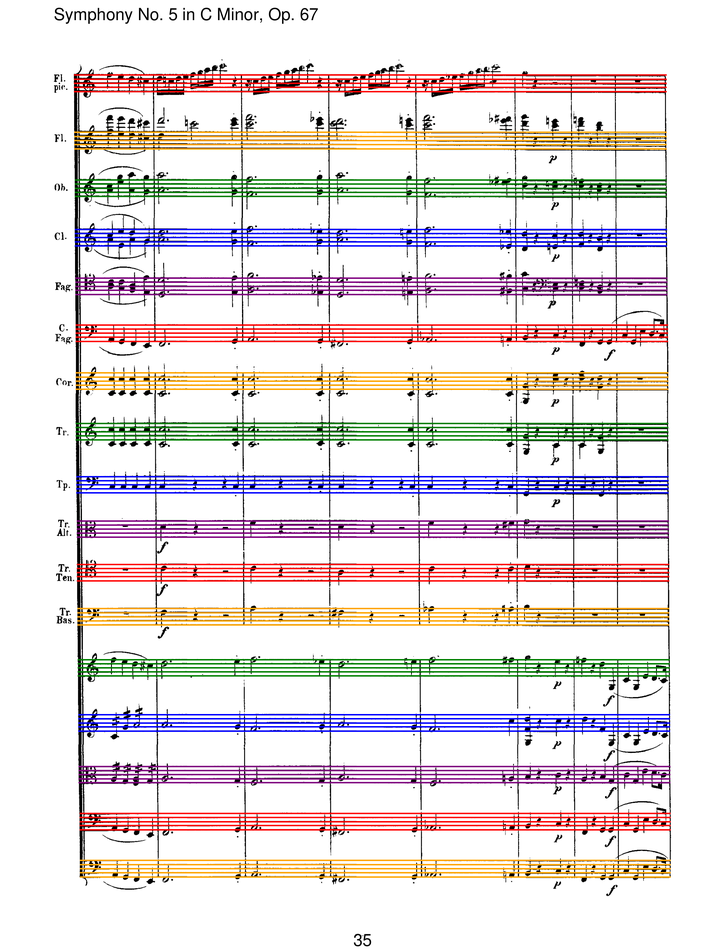 Symphony No. 5 in C Minor, Op. 67
Fl.
pic.
Fl.
p
Ob.
p
Cl.
p
Fag.
p
C.
Fag.
p
f
Cor.
p
Tr.
p
Tp.
p
Tr.
Alt.
f
Tr.
Ten.
f
Tr.
Bas.
f
p
f
p
f
p
f
p
f
p
f
35